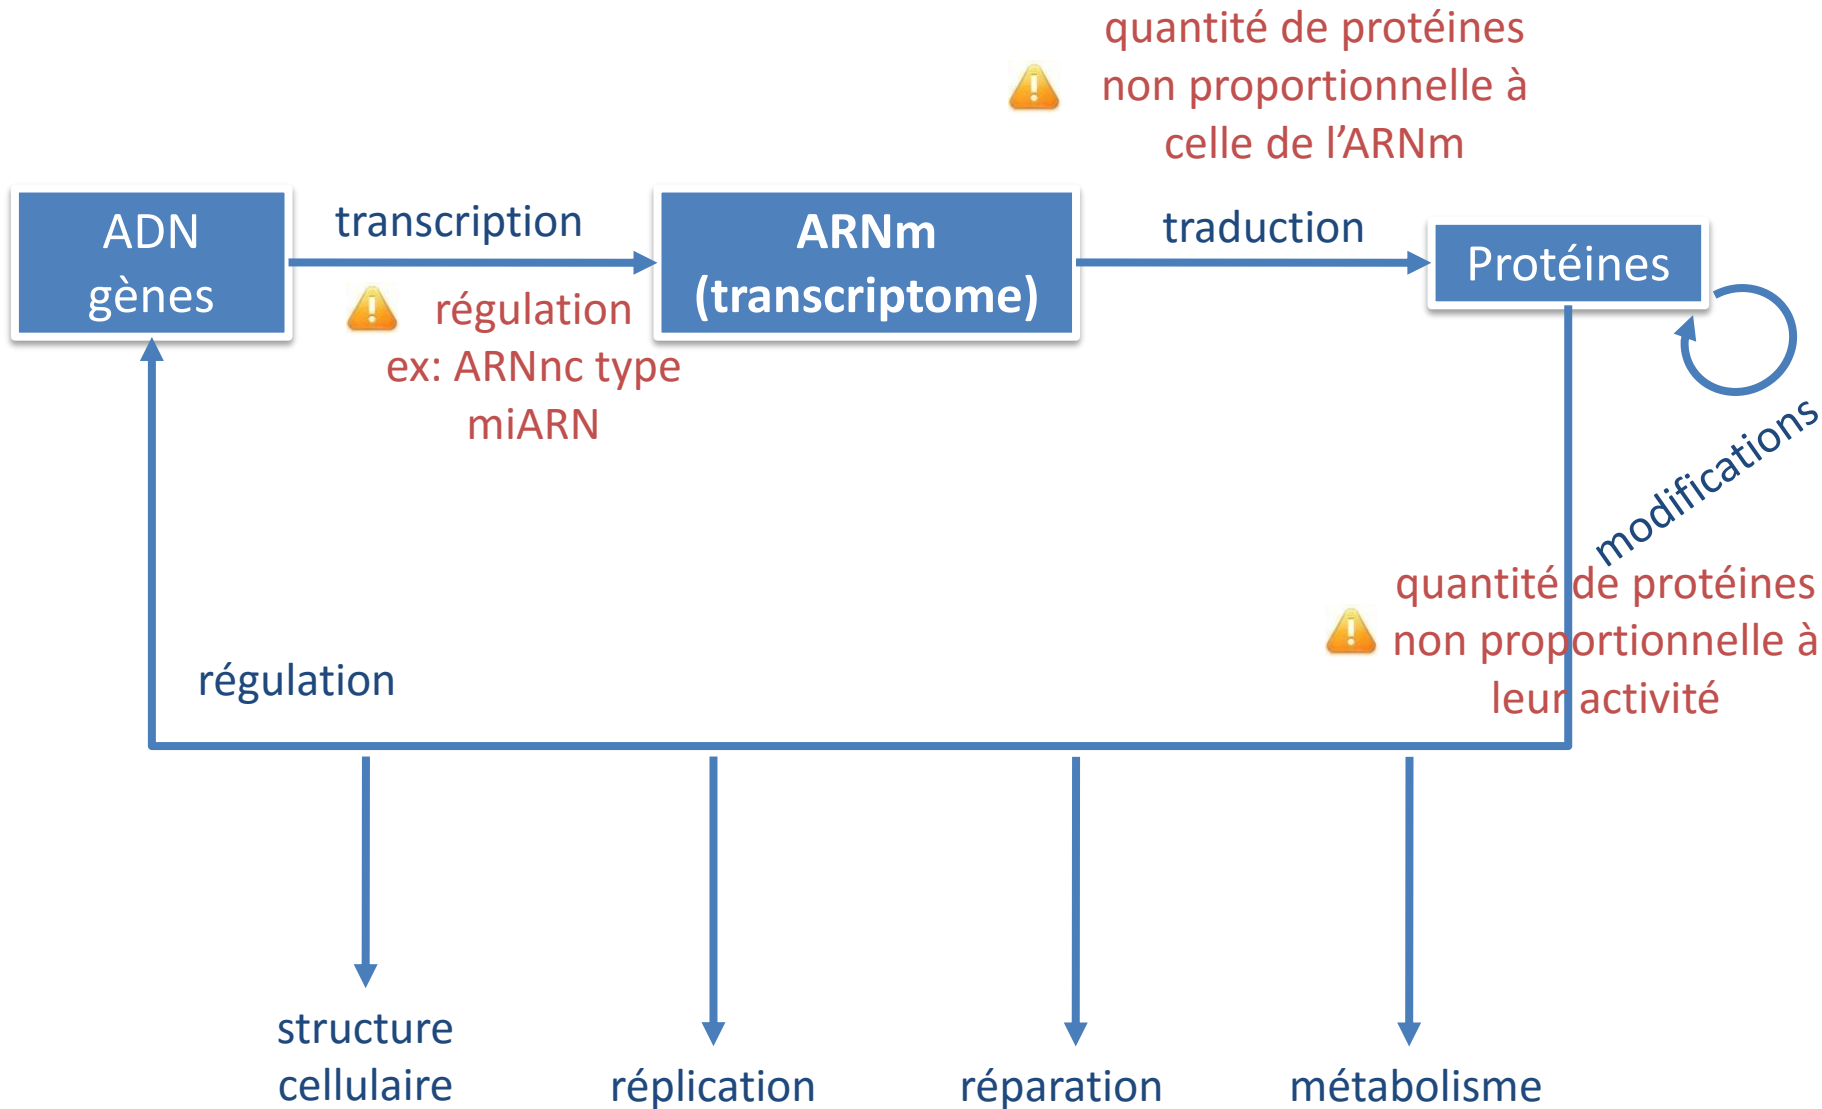 quantité de protéines
non proportionnelle à
celle de l'ARNm
ADN
gènes
transcription
régulation
ex: ARNnc type
miARN
ARNm
(transcriptome)
traduction
Protéines
modifications
quantité de protéines
non proportionnelle à
leur activité
régulation
structure
cellulaire
réplication
réparation
métabolisme